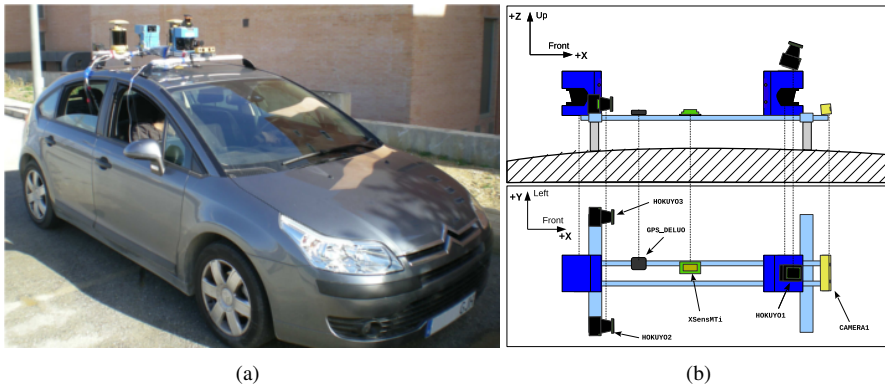 +Z
Up
Front
+X
+Y
Left
Front
+X
HOKUYO3
GPS_DELUO
XSensMTi
HOKUYO1
CAMERA1
HOKUYO2
(a)
(b)